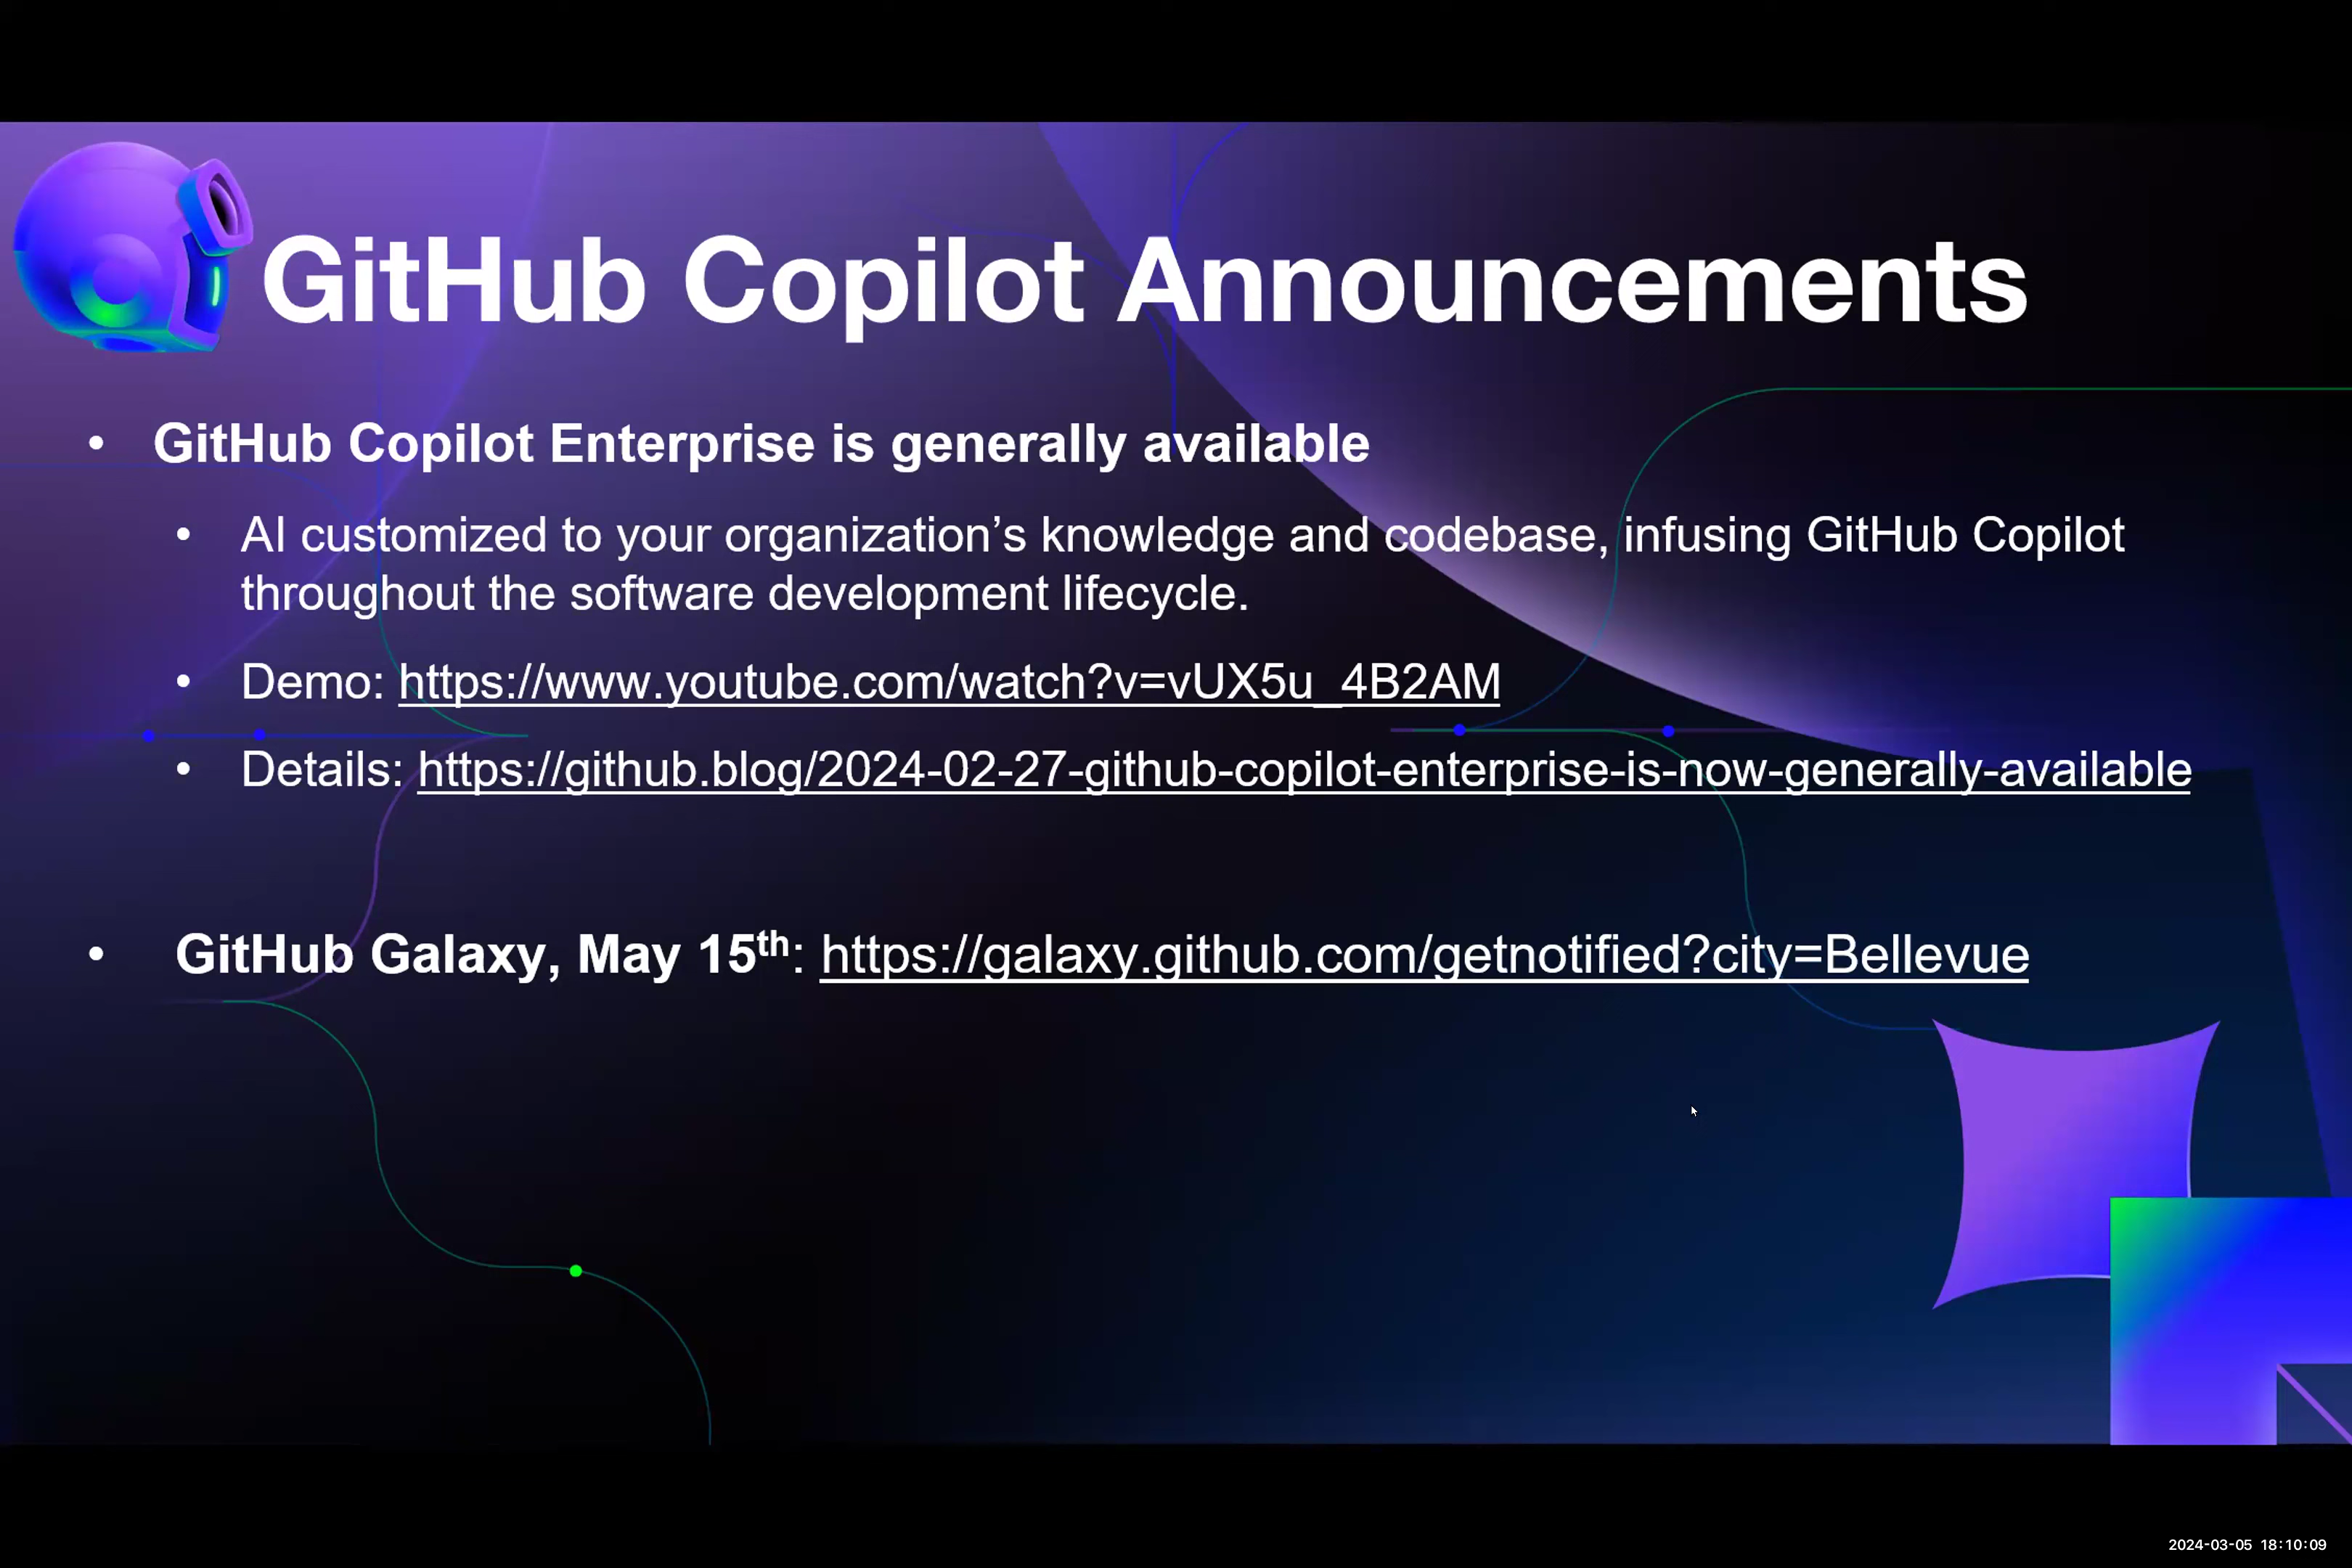 GitHub Copilot Announcements
• GitHub Copilot Enterprise is generally available
• AI customized to your organization’s knowledge and codebase, infusing GitHub Copilot
throughout the software development lifecycle.
• Demo: https://www.youtube.com/watch?v=vUX5u_4B2AM
• Details: https://github.blog/2024-02-27-github-copilot-enterprise-is-now-generally-available
• GitHub Galaxy, May 15th: https://galaxy.github.com/getnotified?city=Bellevue
2024-03-05 18:10:09